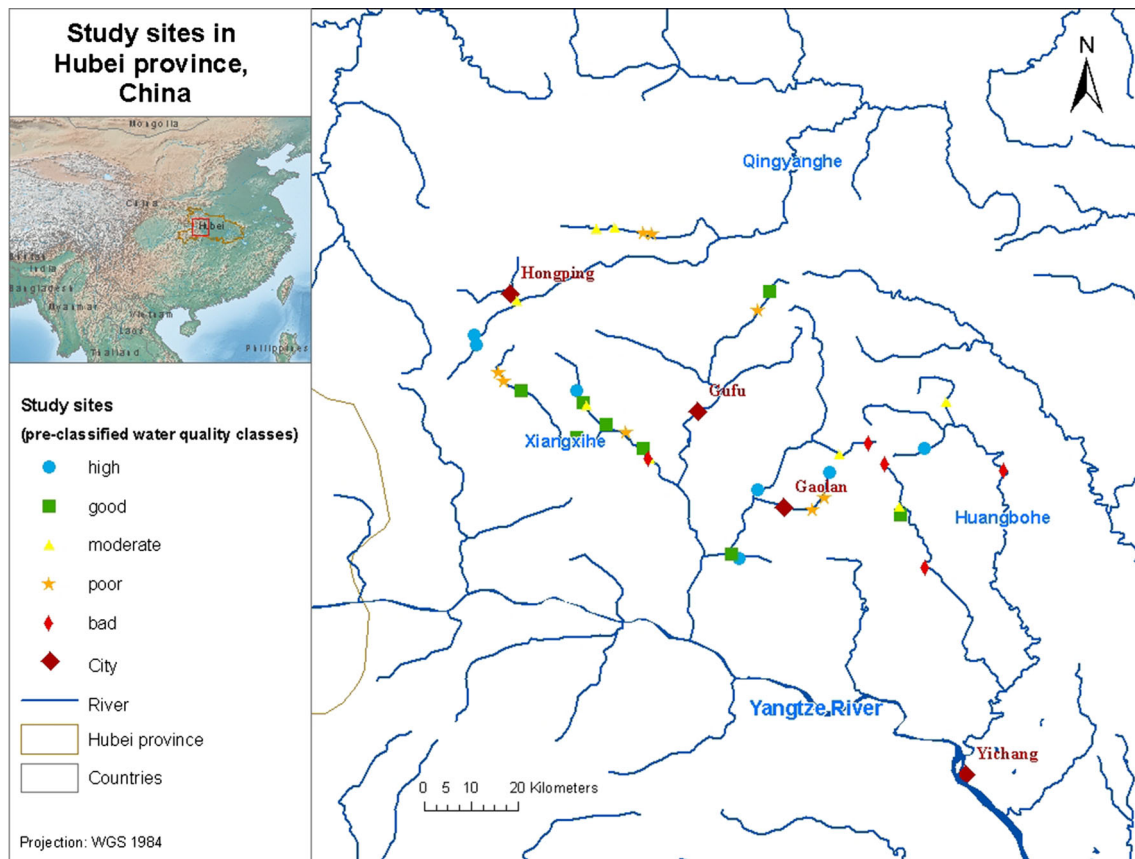 Study sites in
Hubei province,
China
Mongolia
China
Hubei
India
Bangladesh
Myanmar
Vietnam
Laos
Thailand
Philippines
Study sites
(pre-classified water quality classes)
high
good
moderate
poor
bad
City
River
Hubei province
Countries
Projection: WGS 1984
N
Qingyanghe
Hongping
Gufu
Xiangxihe
Gaolan
Huangbohe
Yangtze River
Yichang
0 5 10 20 Kilometers